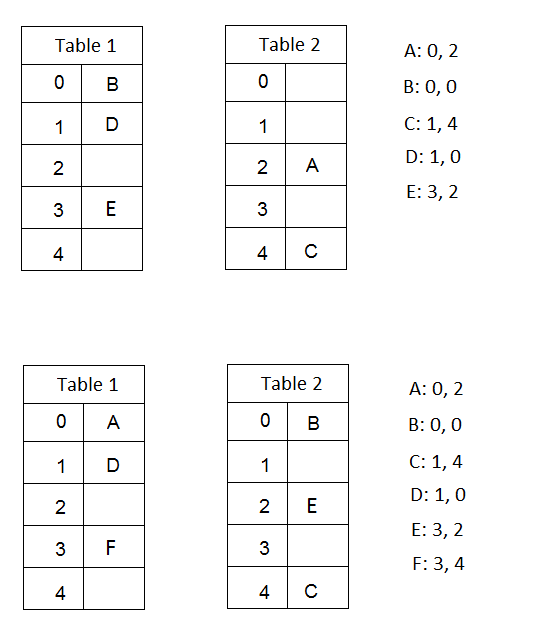 Table 1 Table 2
0 B 0 A: 0, 2
1 D 1 B: 0, 0
2 2 A C: 1, 4
3 E 3 D: 1, 0
4 4 C E: 3, 2
Table 1 Table 2
0 A 0 B A: 0, 2
1 D 1 B: 0, 0
2 2 E C: 1, 4
3 F 3 D: 1, 0
4 4 C E: 3, 2
F: 3, 4